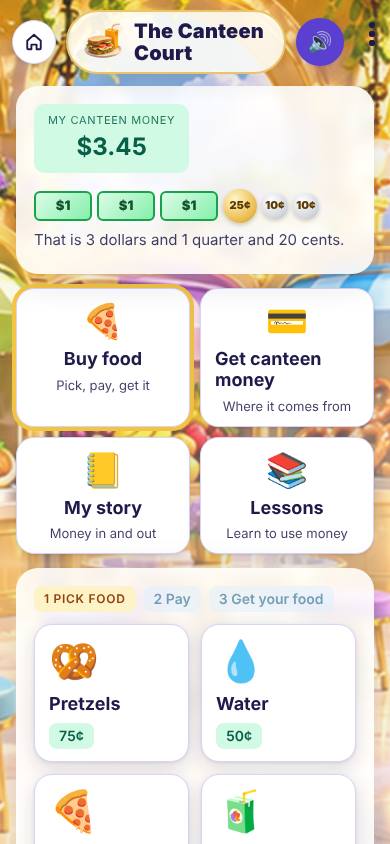 The Canteen
Court
MY CANTEEN MONEY
$3.45
$1 $1 $1 25¢ 10¢ 10¢
That is 3 dollars and 1 quarter and 20 cents.
Buy food
Pick, pay, get it
Get canteen
money
Where it comes from
My story
Money in and out
Lessons
Learn to use money
1 PICK FOOD 2 Pay 3 Get your food
Pretzels
75¢
Water
50¢